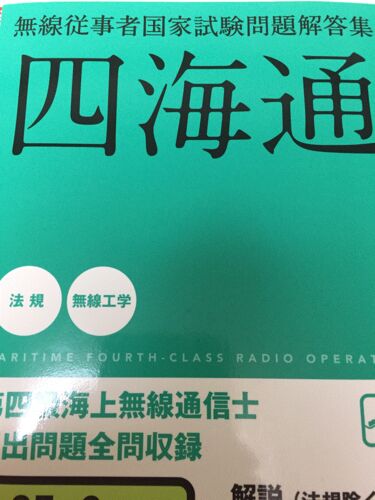 無線従事者国家試験問題解答集
四海通
法規
無線工学
ARITIME FOURTH-CLASS RADIO OPERAT
第四級海上無線通信士
出問題全問収録
解説